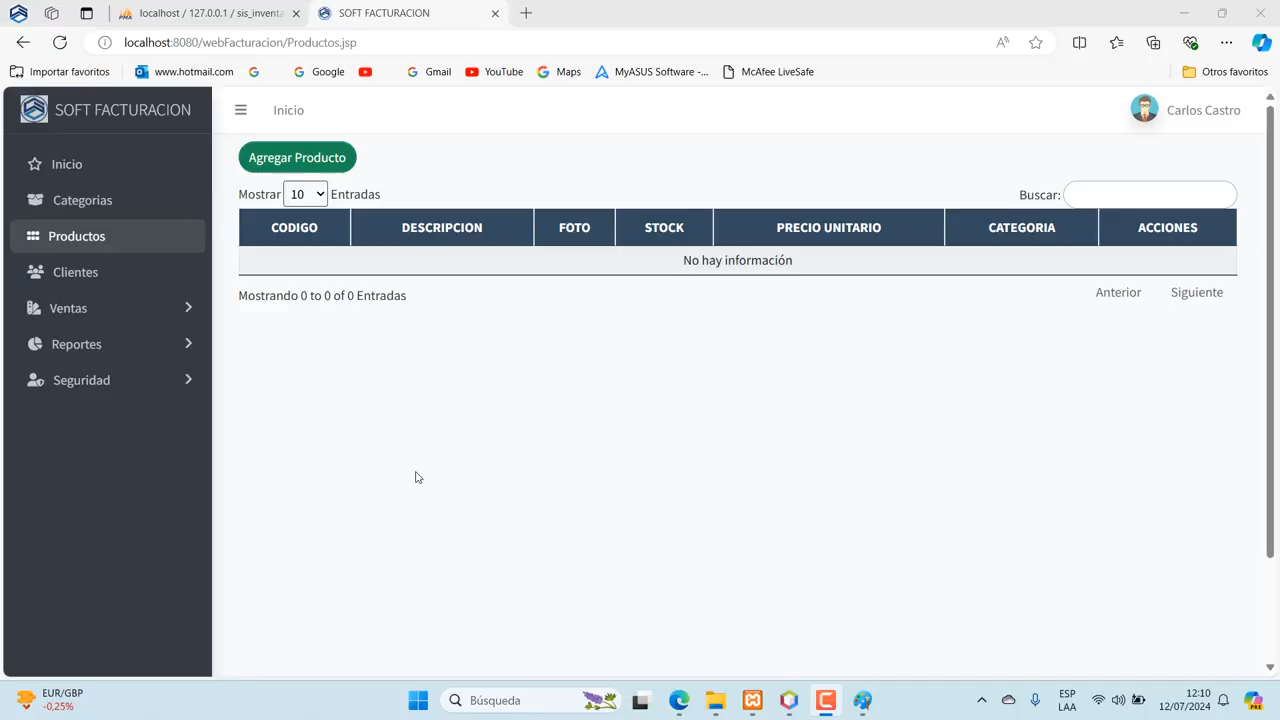 localhost / 127.0.0.1 / sis_inventa
SOFT FACTURACION
localhost:8080/webFacturacion/Productos.jsp
Importar favoritos
www.hotmail.com
Google
Gmail
YouTube
Maps
MyASUS Software -...
McAfee LiveSafe
Otros favoritos
SOFT FACTURACION
Inicio
Carlos Castro
Inicio
Categorias
Productos
Clientes
Ventas
Reportes
Seguridad
Agregar Producto
Mostrar 10 Entradas
Buscar:
CODIGO DESCRIPCION FOTO STOCK PRECIO UNITARIO CATEGORIA ACCIONES
No hay información
Mostrando 0 to 0 of 0 Entradas
Anterior Siguiente
EUR/GBP
-0,25%
Búsqueda
ESP
LAA
12:10
12/07/2024